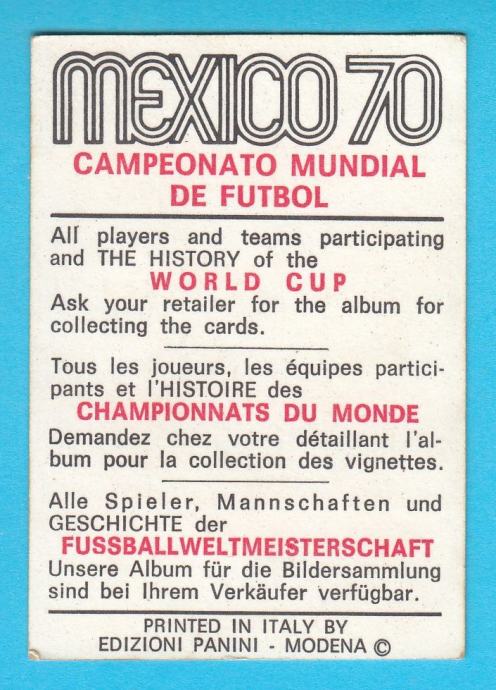 MEXICO 70
CAMPEONATO MUNDIAL
DE FUTBOL
All players and teams participating
and THE HISTORY of the
WORLD CUP
Ask your retailer for the album for
collecting the cards.
Tous les joueurs, les équipes partici-
pants et l'HISTOIRE des
CHAMPIONNATS DU MONDE
Demandez chez votre détaillant l'al-
bum pour la collection des vignettes.
Alle Spieler, Mannschaften und
GESCHICHTE der
FUSSBALLWELTMEISTERSCHAFT
Unsere Album für die Bildersammlung
sind bei Ihrem Verkäufer verfügbar.
PRINTED IN ITALY BY
EDIZIONI PANINI - MODENA ©